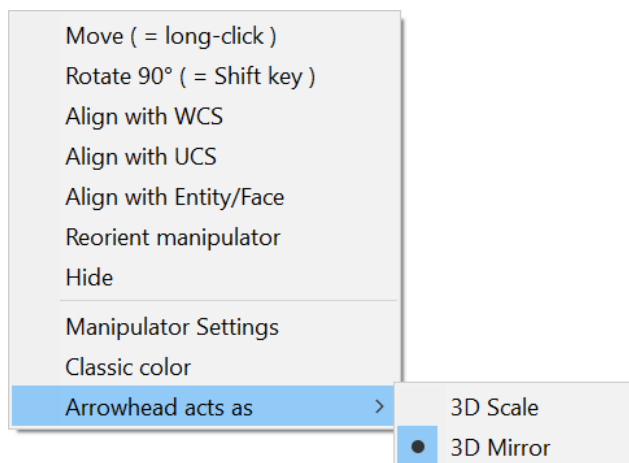 Move ( = long-click )
Rotate 90° ( = Shift key )
Align with WCS
Align with UCS
Align with Entity/Face
Reorient manipulator
Hide
Manipulator Settings
Classic color
Arrowhead acts as
3D Scale
3D Mirror